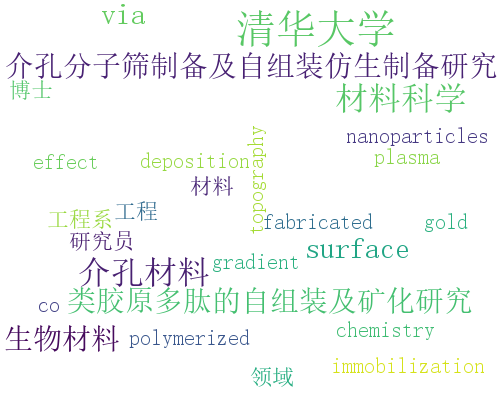 via
清华大学
介孔分子筛制备及自组装仿生制备研究
博士
材料科学
nanoparticles
effect
deposition
topography
plasma
材料
工程系
工程
fabricated
gold
研究员
surface
介孔材料
gradient
co
类胶原多肽的自组装及矿化研究
生物材料
polymerized
chemistry
领域
immobilization